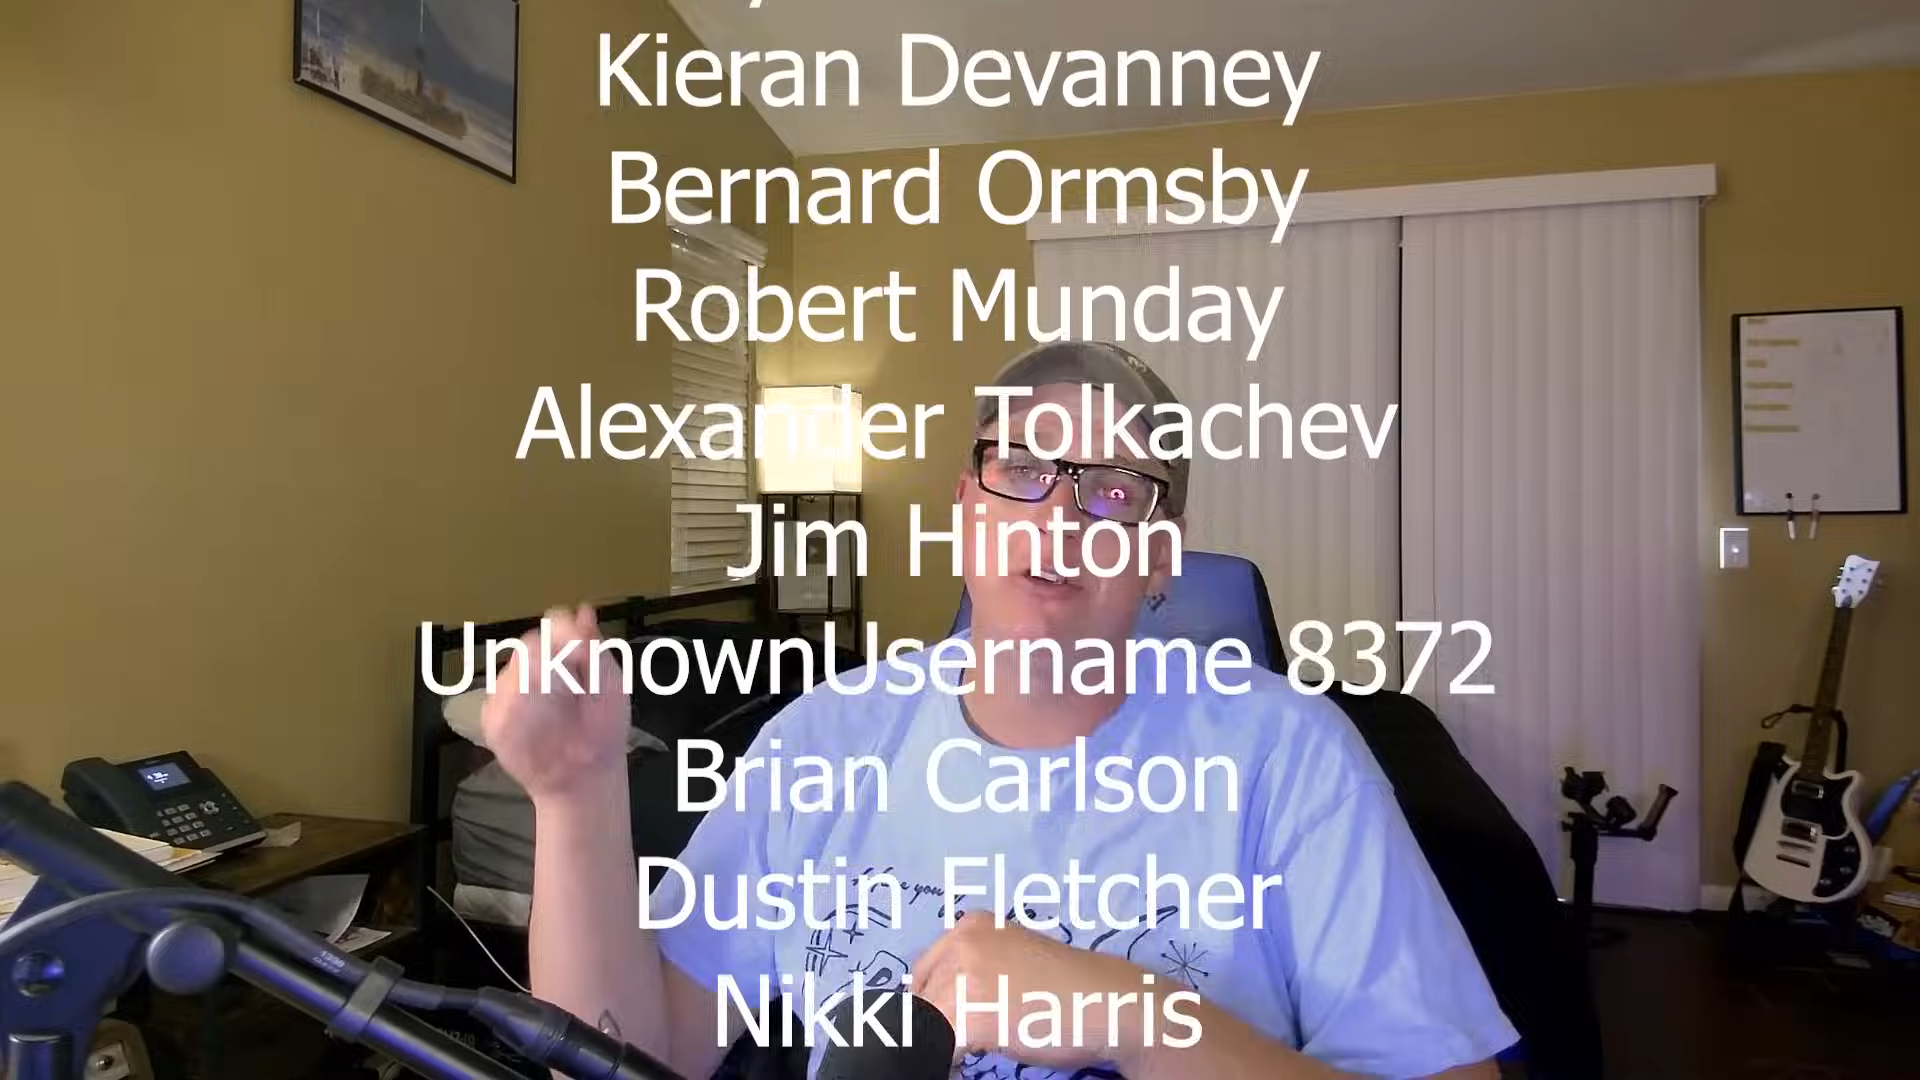 Kieran Devanney
Bernard Ormsby
Robert Munday
Alexander Tolkachev
Jim Hinton
UnknownUsername 8372
Brian Carlson
Dustin Fletcher
Nikki Harris